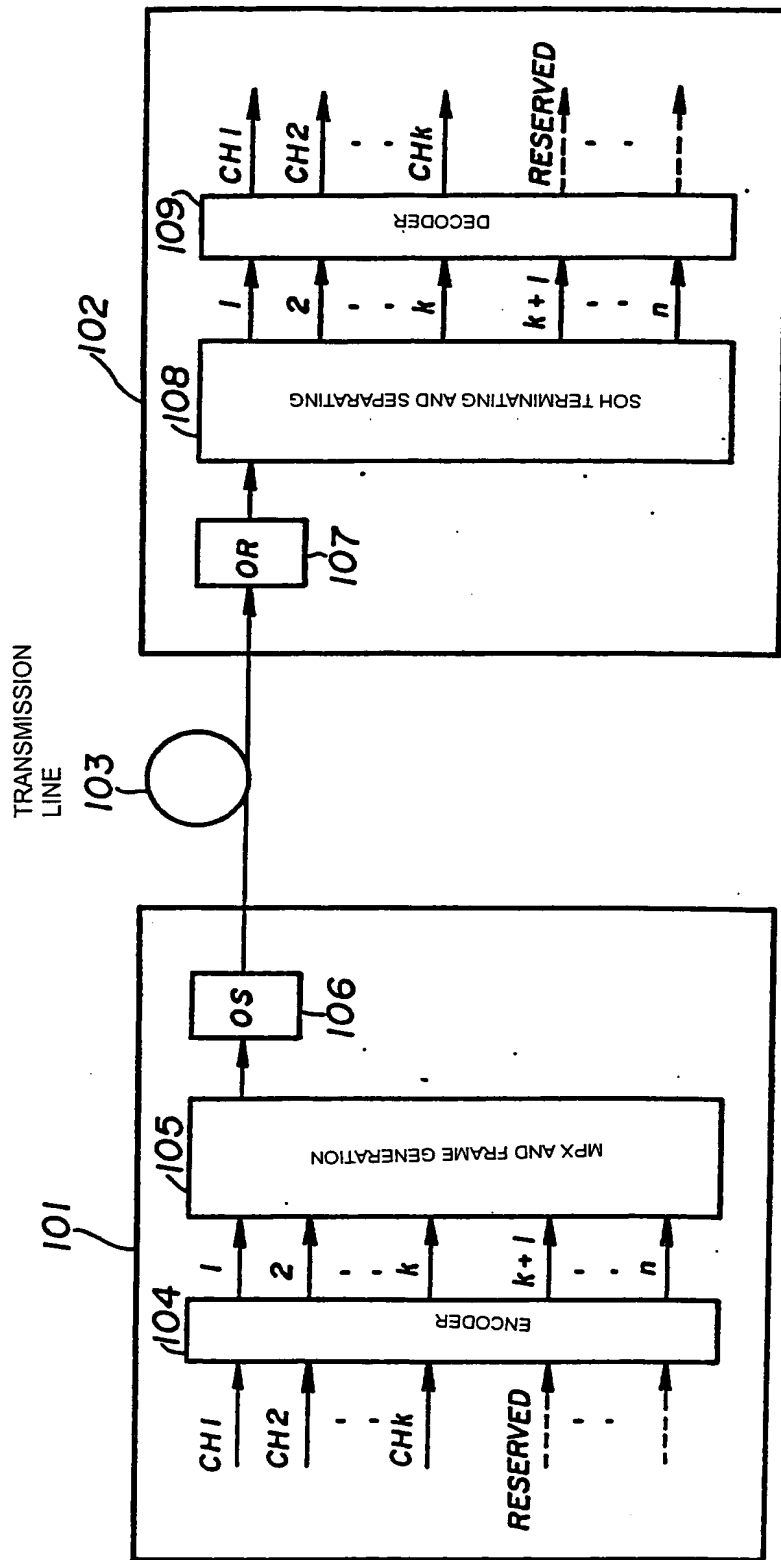 101
104
105
CH1
CH2
· · CHk
RESERVED
· ·
ENCODER
1
2
· · k
k+1
· ·
n
MPX AND FRAME GENERATION
OS
106
TRANSMISSION
LINE
103
102
OR
107
108
109
SOH TERMINATING AND SEPARATING
1
2
· · k
k+1
· ·
n
DECODER
CH1
CH2
· ·
CHk
RESERVED
· ·